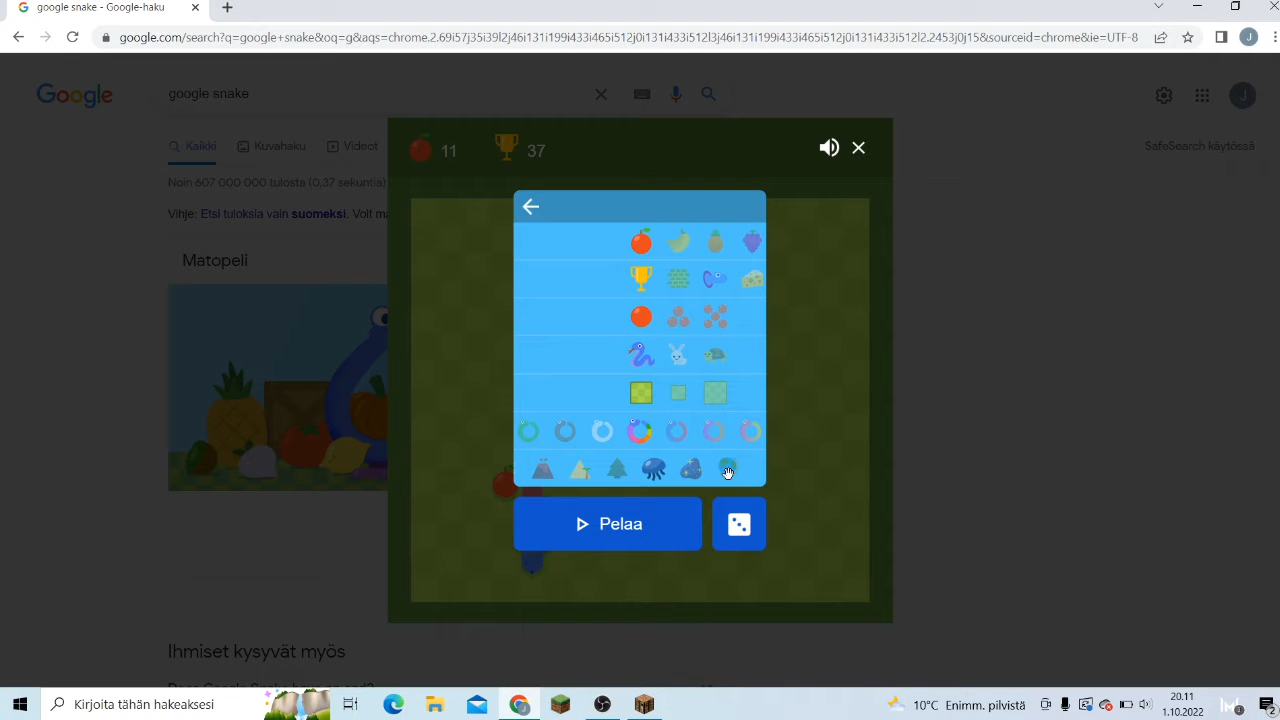 google snake - Google-haku
google.com/search?q=google+snake&oq=g&aqs=chrome.2.69i57j35i39l2j46i131i199i433i465i512j0i131i433i512l3j46i131i199i433i465i512j0i131i433i512l2.2453j0j15&sourceid=chrome&ie=UTF-8
J
Google
google snake
J
Kaikki
Kuvahaku
Videot
SafeSearch käytössä
Noin 607 000 000 tulosta (0,37 sekuntia)
Vihje: Etsi tuloksia vain suomeksi. Voit
11
37
Matopeli
Pelaa
Ihmiset kysyvät myös
Kirjoita tähän hakeaksesi
10°C Enimm. pilvistä
20.11
1.10.2022
1
2